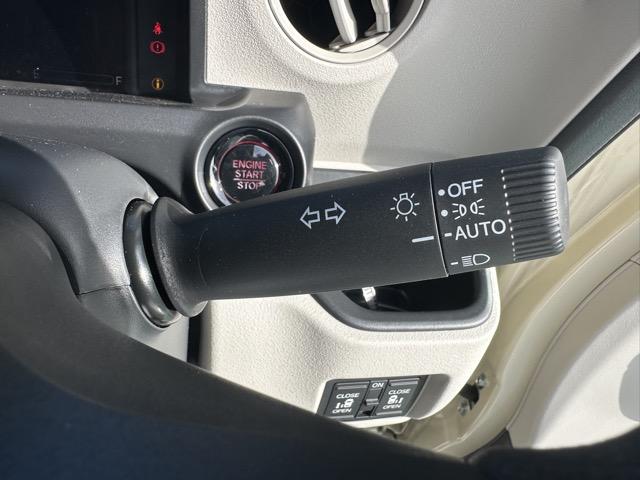 E F
ENGINE
START
STOP
OFF
AUTO
ON
CLOSE
OPEN
CLOSE
OPEN